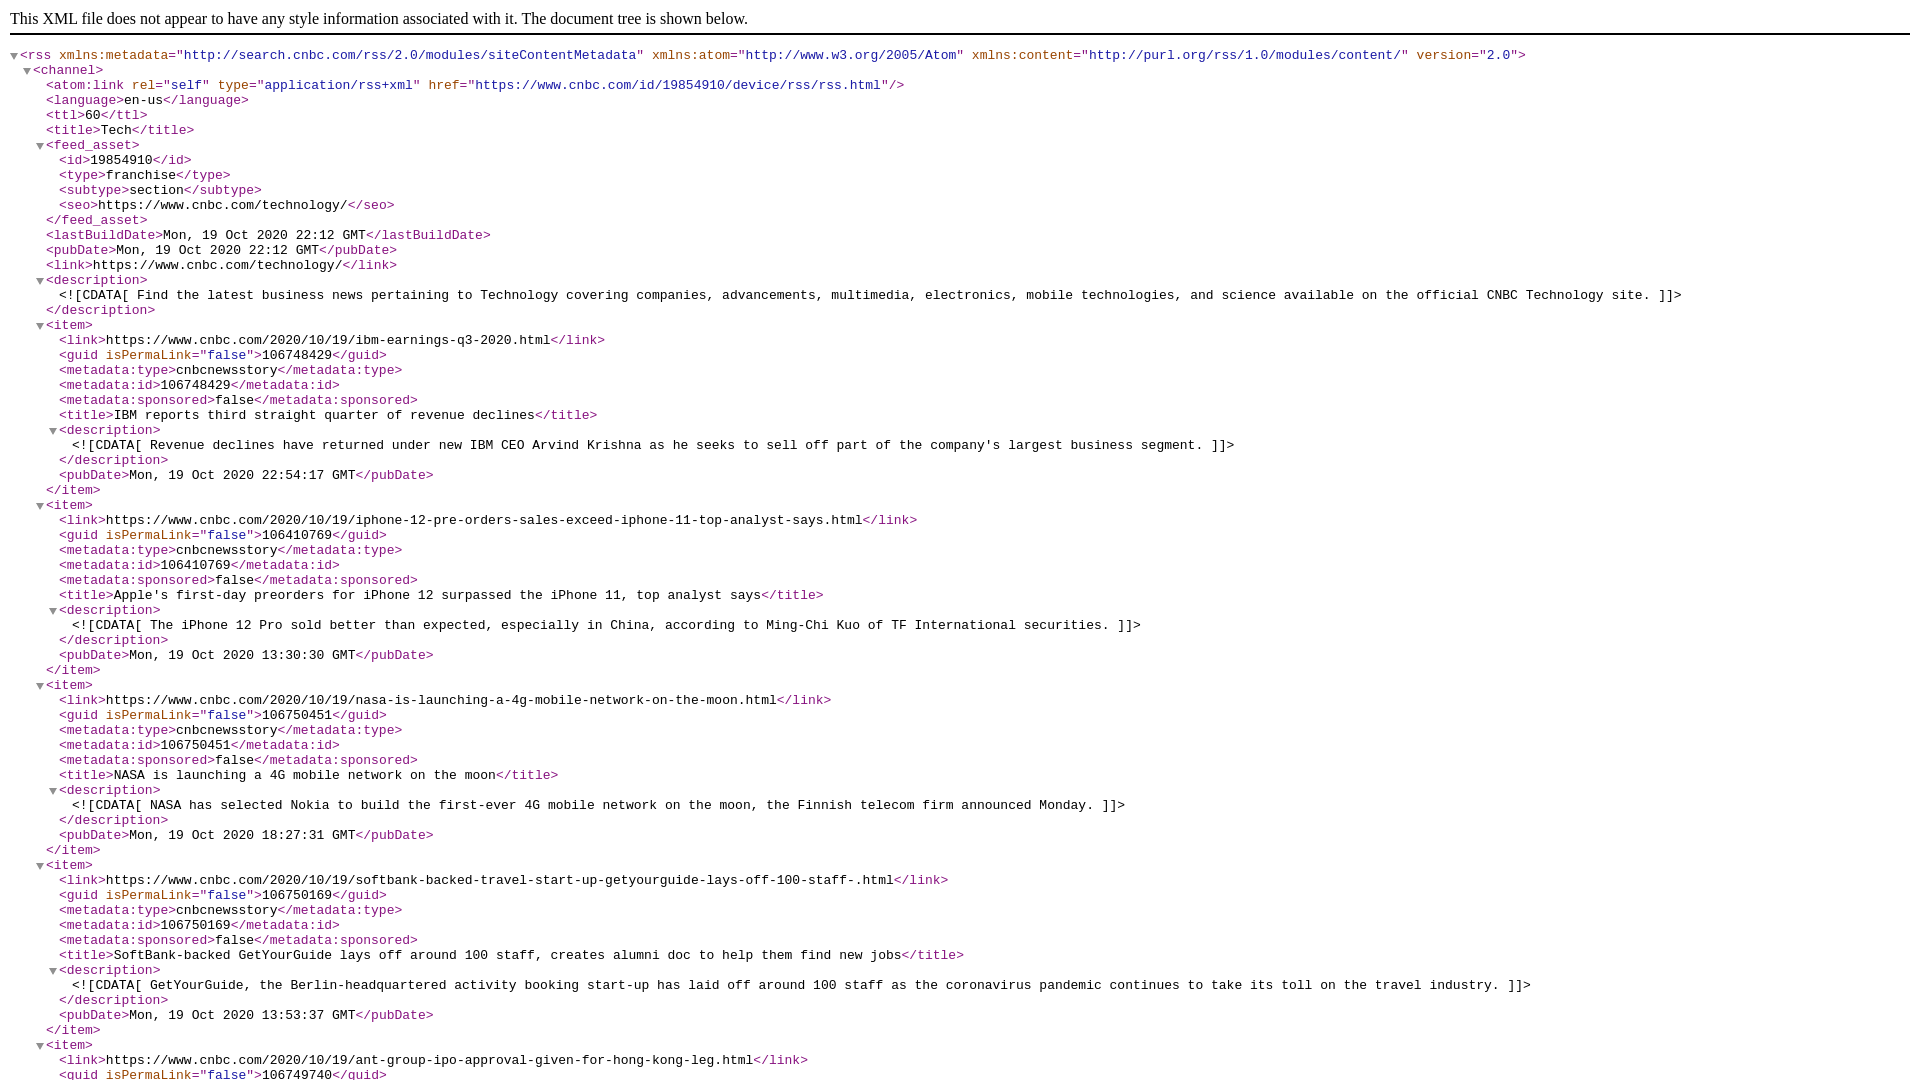 This XML file does not appear to have any style information associated with it. The document tree is shown below.
<rss xmlns:metadata="http://search.cnbc.com/rss/2.0/modules/siteContentMetadata" xmlns:atom="http://www.w3.org/2005/Atom" xmlns:content="http://purl.org/rss/1.0/modules/content/" version="2.0">
<channel>
<atom:link rel="self" type="application/rss+xml" href="https://www.cnbc.com/id/19854910/device/rss/rss.html"/>
<language>en-us</language>
<ttl>60</ttl>
<title>Tech</title>
<feed_asset>
<id>19854910</id>
<type>franchise</type>
<subtype>section</subtype>
<seo>https://www.cnbc.com/technology/</seo>
</feed_asset>
<lastBuildDate>Mon, 19 Oct 2020 22:12 GMT</lastBuildDate>
<pubDate>Mon, 19 Oct 2020 22:12 GMT</pubDate>
<link>https://www.cnbc.com/technology/</link>
<description>
<![CDATA[ Find the latest business news pertaining to Technology covering companies, advancements, multimedia, electronics, mobile technologies, and science available on the official CNBC Technology site. ]]>
</description>
<item>
<link>https://www.cnbc.com/2020/10/19/ibm-earnings-q3-2020.html</link>
<guid isPermaLink="false">106748429</guid>
<metadata:type>cnbcnewsstory</metadata:type>
<metadata:id>106748429</metadata:id>
<metadata:sponsored>false</metadata:sponsored>
<title>IBM reports third straight quarter of revenue declines</title>
<description>
<![CDATA[ Revenue declines have returned under new IBM CEO Arvind Krishna as he seeks to sell off part of the company's largest business segment. ]]>
</description>
<pubDate>Mon, 19 Oct 2020 22:54:17 GMT</pubDate>
</item>
<item>
<link>https://www.cnbc.com/2020/10/19/iphone-12-pre-orders-sales-exceed-iphone-11-top-analyst-says.html</link>
<guid isPermaLink="false">106410769</guid>
<metadata:type>cnbcnewsstory</metadata:type>
<metadata:id>106410769</metadata:id>
<metadata:sponsored>false</metadata:sponsored>
<title>Apple's first-day preorders for iPhone 12 surpassed the iPhone 11, top analyst says</title>
<description>
<![CDATA[ The iPhone 12 Pro sold better than expected, especially in China, according to Ming-Chi Kuo of TF International securities. ]]>
</description>
<pubDate>Mon, 19 Oct 2020 13:30:30 GMT</pubDate>
</item>
<item>
<link>https://www.cnbc.com/2020/10/19/nasa-is-launching-a-4g-mobile-network-on-the-moon.html</link>
<guid isPermaLink="false">106750451</guid>
<metadata:type>cnbcnewsstory</metadata:type>
<metadata:id>106750451</metadata:id>
<metadata:sponsored>false</metadata:sponsored>
<title>NASA is launching a 4G mobile network on the moon</title>
<description>
<![CDATA[ NASA has selected Nokia to build the first-ever 4G mobile network on the moon, the Finnish telecom firm announced Monday. ]]>
</description>
<pubDate>Mon, 19 Oct 2020 18:27:31 GMT</pubDate>
</item>
<item>
<link>https://www.cnbc.com/2020/10/19/softbank-backed-travel-start-up-getyourguide-lays-off-100-staff-.html</link>
<guid isPermaLink="false">106750169</guid>
<metadata:type>cnbcnewsstory</metadata:type>
<metadata:id>106750169</metadata:id>
<metadata:sponsored>false</metadata:sponsored>
<title>SoftBank-backed GetYourGuide lays off around 100 staff, creates alumni doc to help them find new jobs</title>
<description>
<![CDATA[ GetYourGuide, the Berlin-headquartered activity booking start-up has laid off around 100 staff as the coronavirus pandemic continues to take its toll on the travel industry. ]]>
</description>
<pubDate>Mon, 19 Oct 2020 13:53:37 GMT</pubDate>
</item>
<item>
<link>https://www.cnbc.com/2020/10/19/ant-group-ipo-approval-given-for-hong-kong-leg.html</link>
<guid isPermaLink="false">106749740</guid>